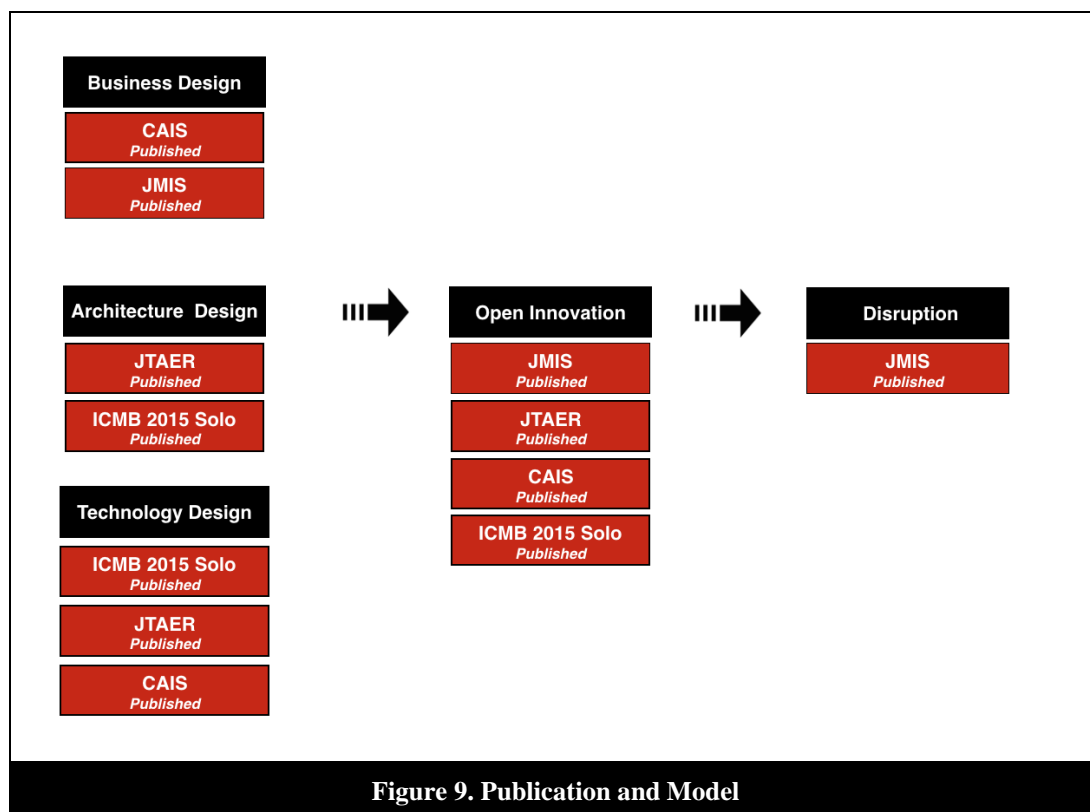 Business Design
CAIS
Published
JMIS
Published
Architecture Design
JTAER
Published
ICMB 2015 Solo
Published
Technology Design
ICMB 2015 Solo
Published
JTAER
Published
CAIS
Published
Open Innovation
JMIS
Published
JTAER
Published
CAIS
Published
ICMB 2015 Solo
Published
Disruption
JMIS
Published
Figure 9. Publication and Model